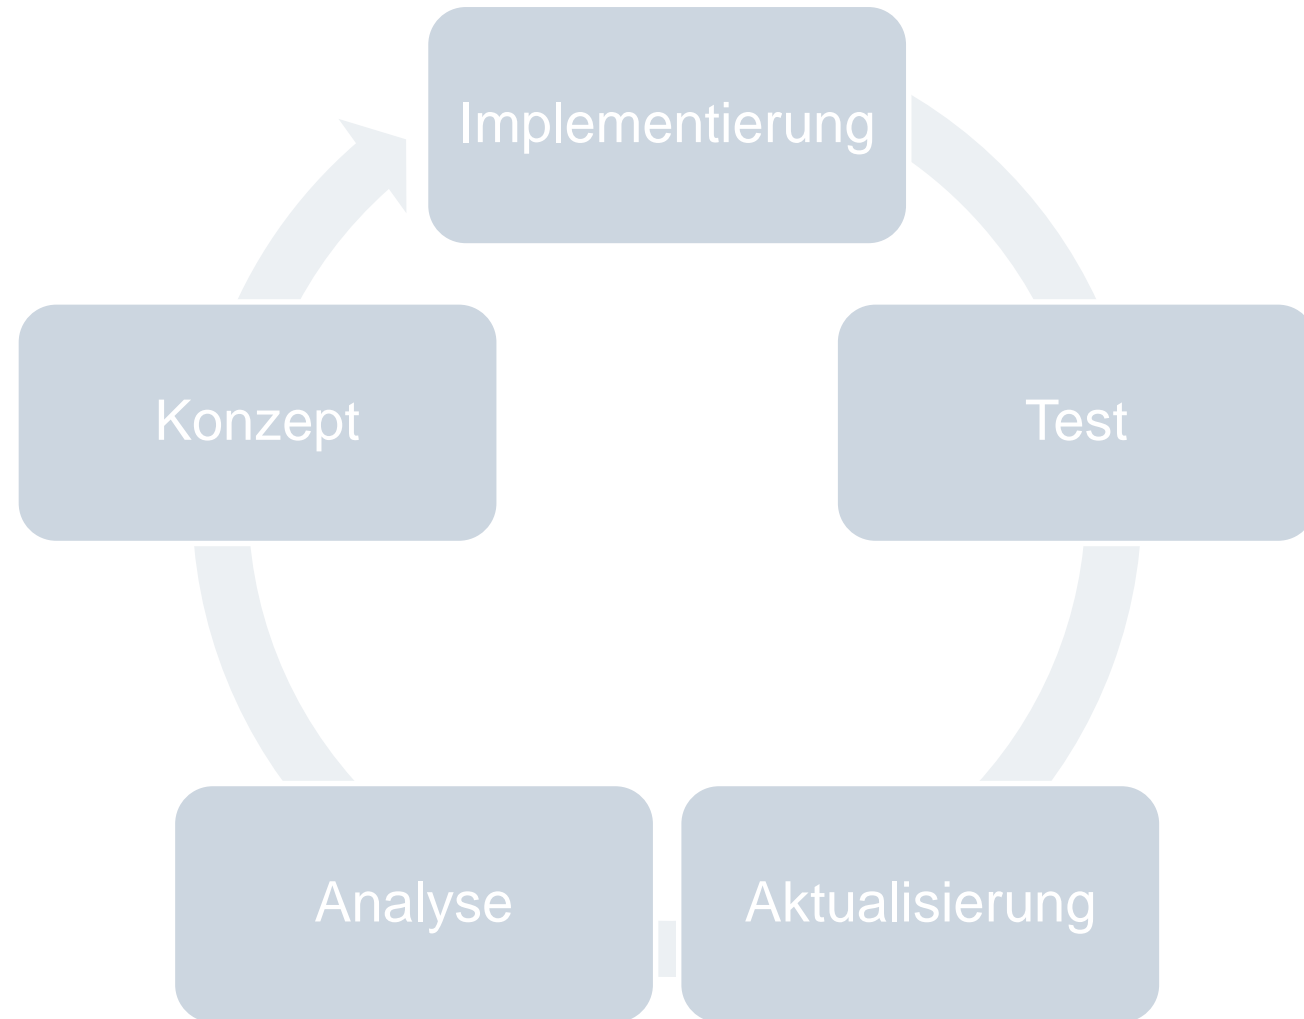 Implementierung
Konzept
Test
Analyse
Aktualisierung